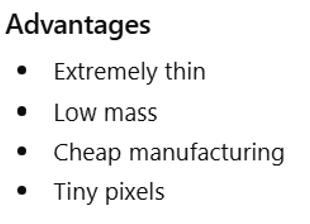 Advantages
• Extremely thin
• Low mass
• Cheap manufacturing
• Tiny pixels